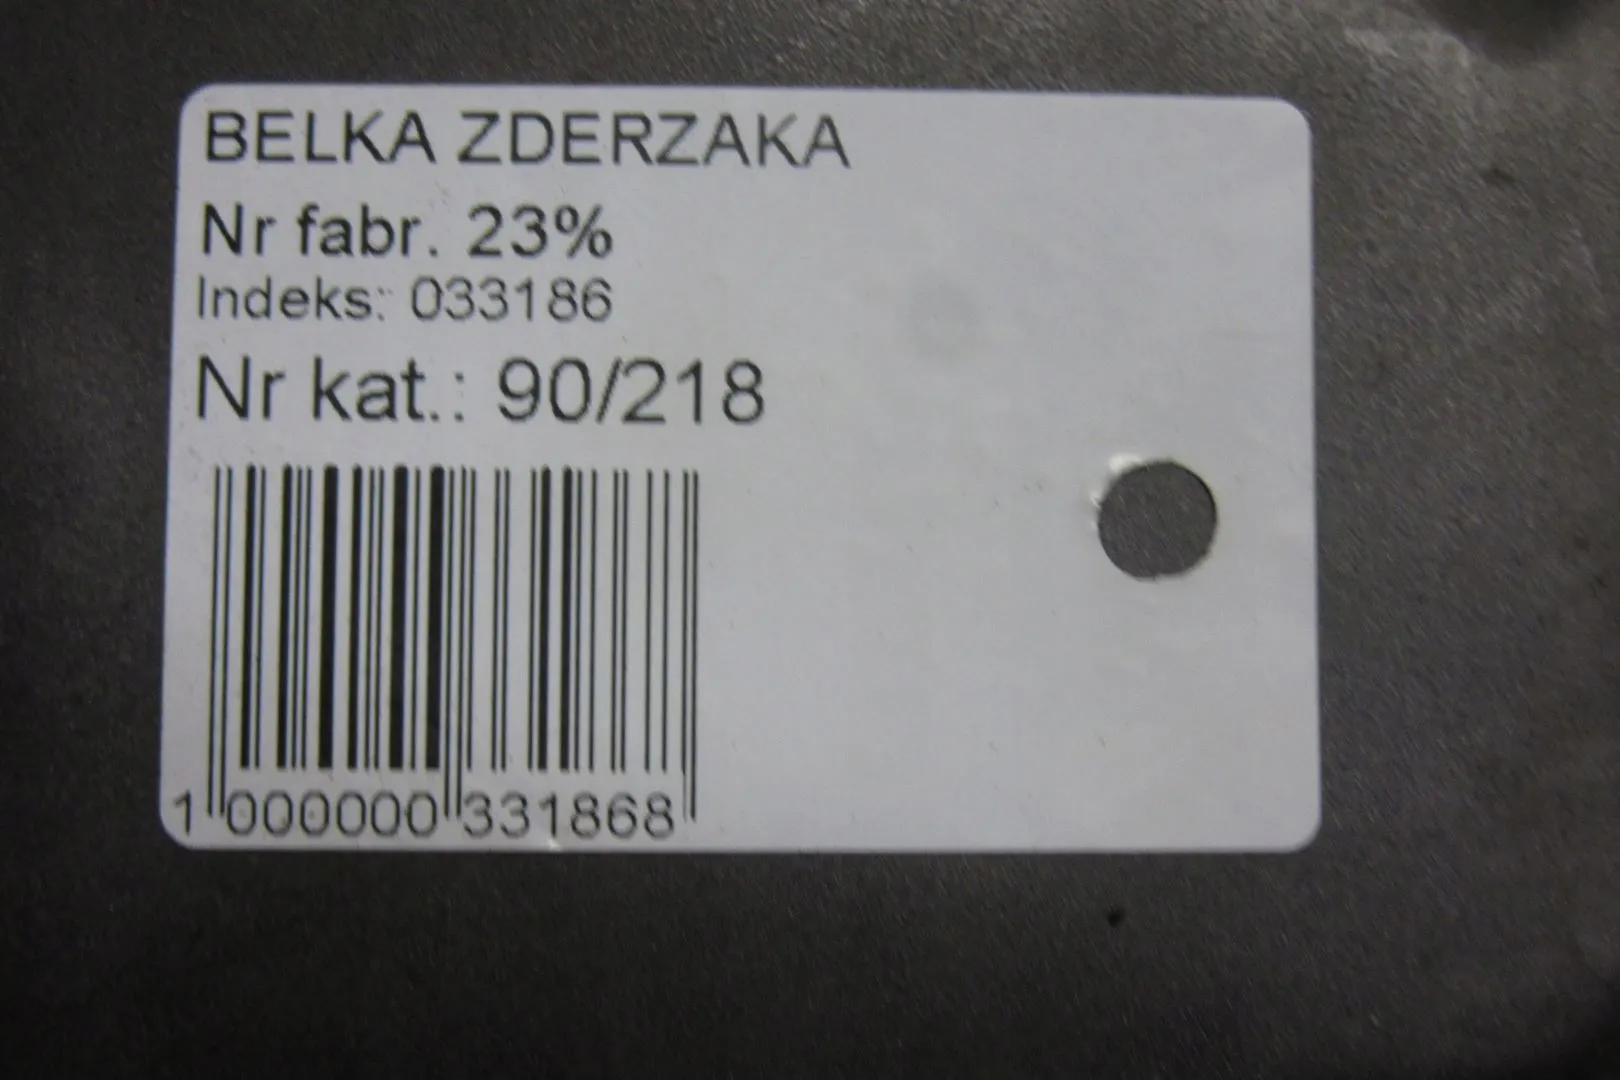 BELKA ZDERZAKA
Nr fabr. 23%
Indeks: 033186
Nr kat.: 90/218
1 000000 331868